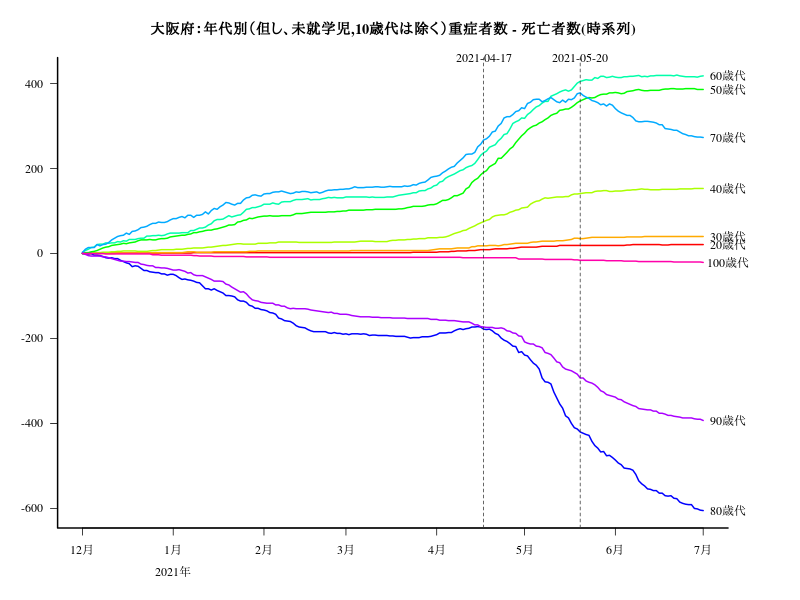 大阪府：年代別（但し、未就学児,10歳代は除く）重症者数 - 死亡者数(時系列)
2021-04-17
2021-05-20
400
200
0
-200
-400
-600
60歳代
50歳代
70歳代
40歳代
30歳代
20歳代
100歳代
90歳代
80歳代
12月
1月
2月
3月
4月
5月
6月
7月
2021年